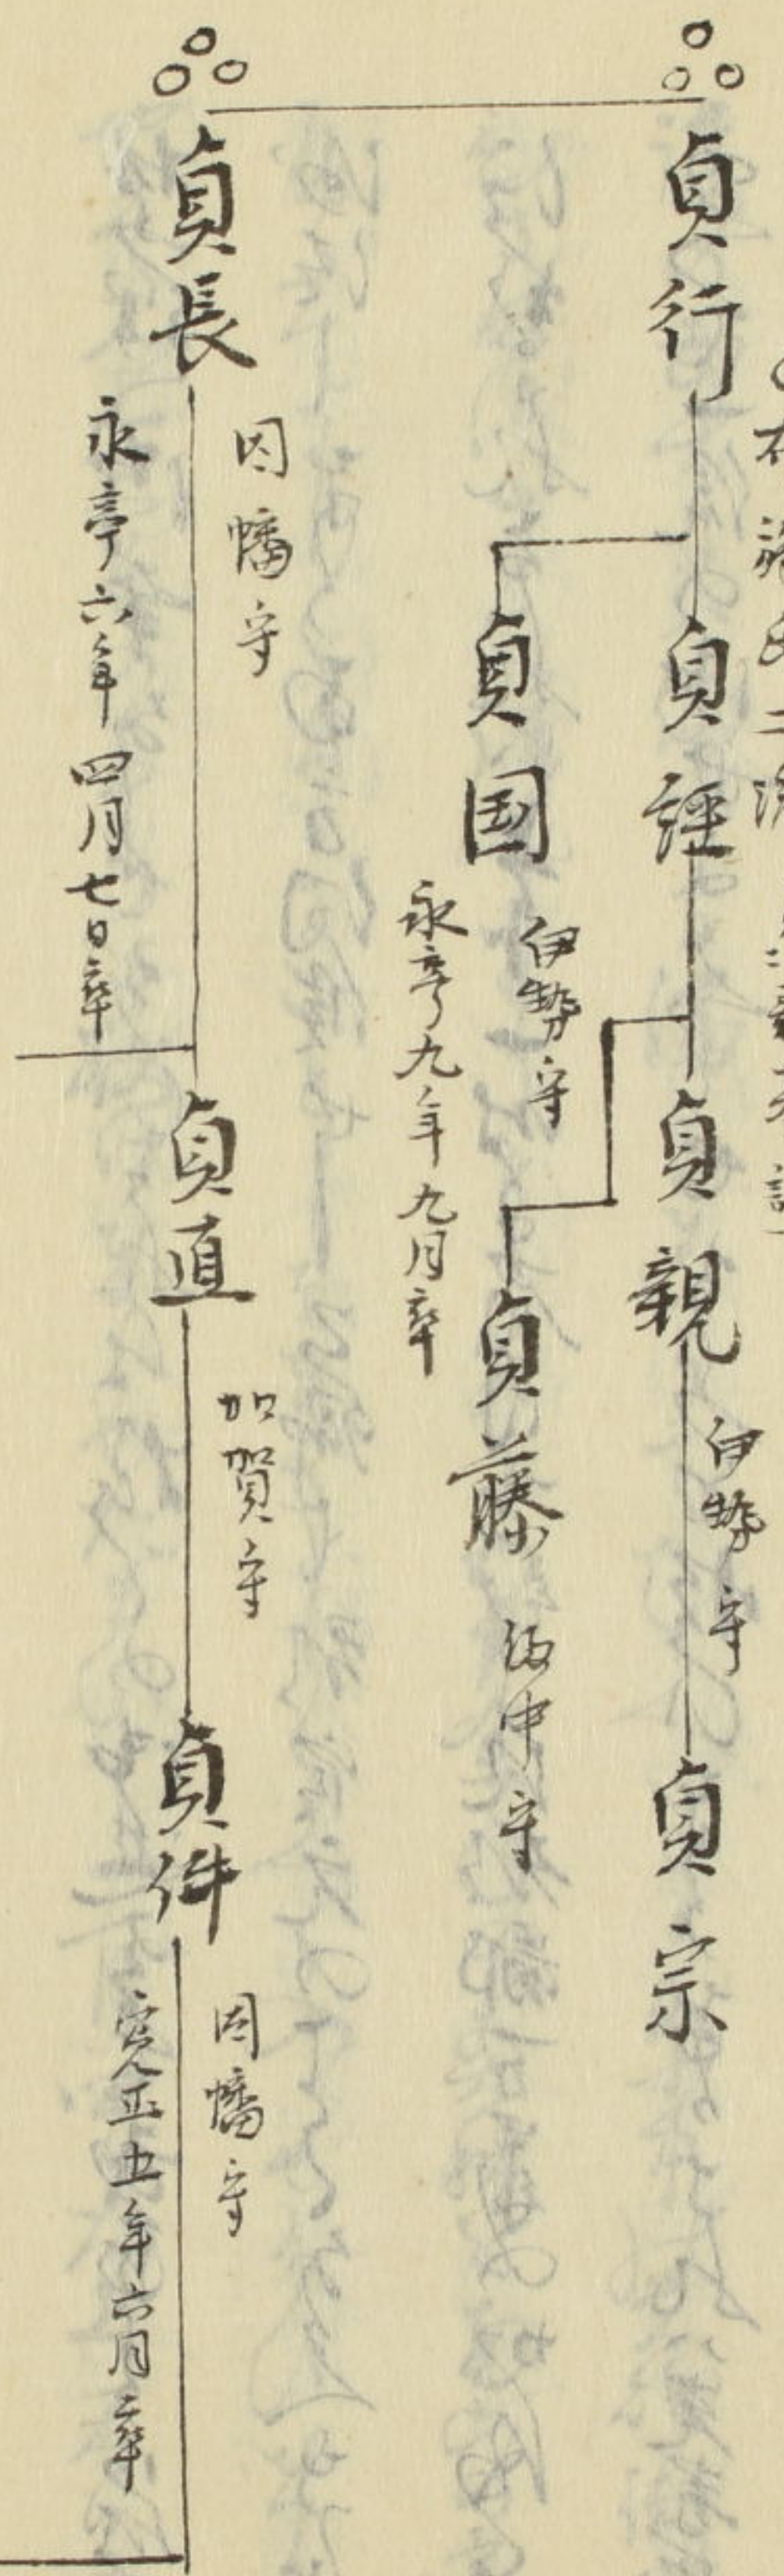 貞行
貞経
貞親
伊勢守
貞宗
貞国
伊勢守
永享九年九月卒
貞藤
備中守
貞長
因幡守
永享六年四月七日卒
貞直
加賀守
貞仲
因幡守
寛正五年六月卒